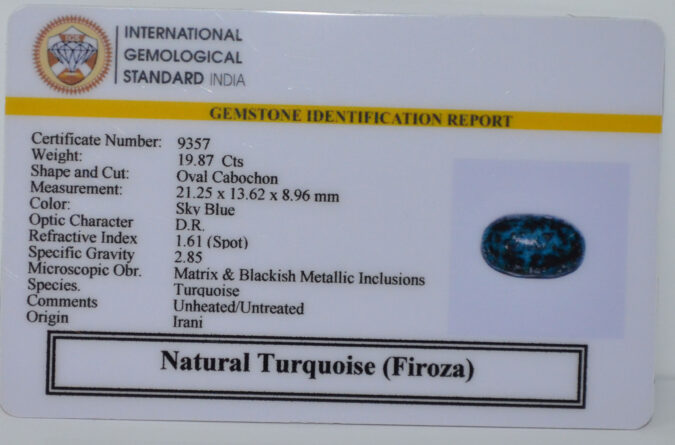 INTERNATIONAL
GEMOLOGICAL
STANDARD INDIA
GEMSTONE IDENTIFICATION REPORT
Certificate Number: 9357
Weight: 19.87 Cts
Shape and Cut: Oval Cabochon
Measurement: 21.25 x 13.62 x 8.96 mm
Color: Sky Blue
Optic Character D.R.
Refractive Index 1.61 (Spot)
Specific Gravity 2.85
Microscopic Obr. Matrix & Blackish Metallic Inclusions
Species. Turquoise
Comments Unheated/Untreated
Origin Irani
Natural Turquoise (Firoza)